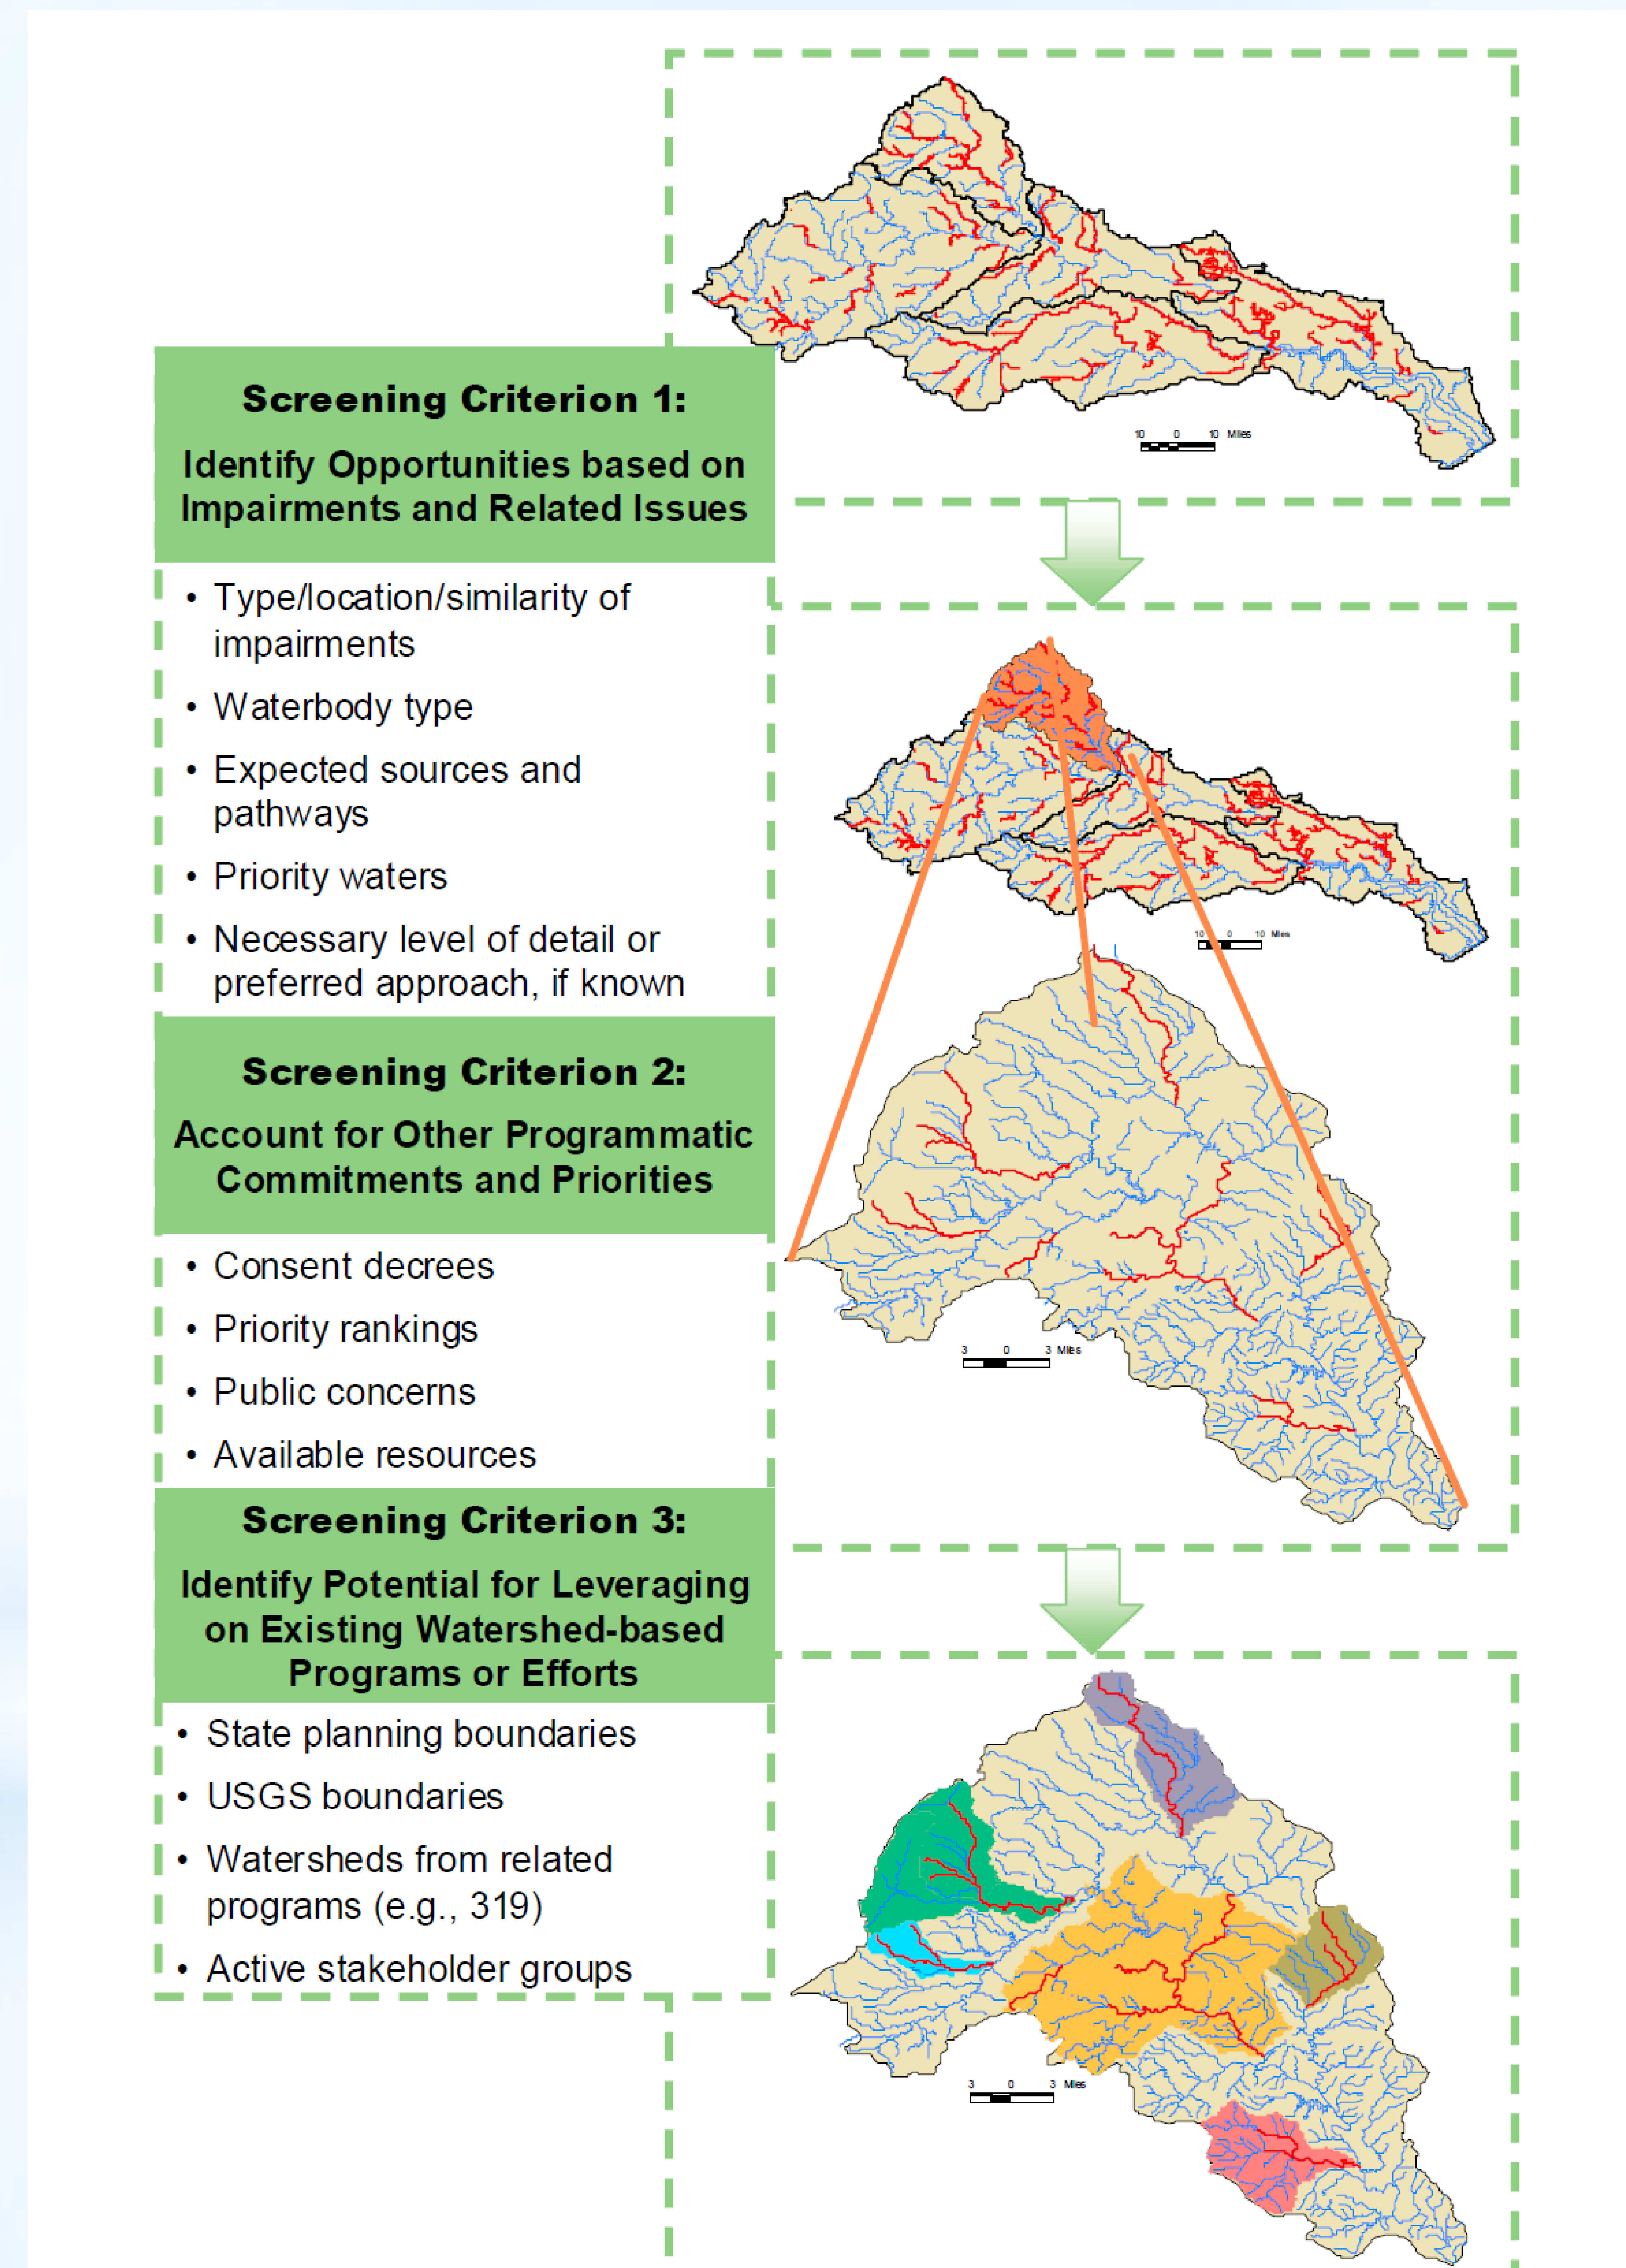 Screening Criterion 1:
Identify Opportunities based on
Impairments and Related Issues
• Type/location/similarity of
impairments
• Waterbody type
• Expected sources and
pathways
• Priority waters
• Necessary level of detail or
preferred approach, if known
Screening Criterion 2:
Account for Other Programmatic
Commitments and Priorities
• Consent decrees
• Priority rankings
• Public concerns
• Available resources
Screening Criterion 3:
Identify Potential for Leveraging
on Existing Watershed-based
Programs or Efforts
• State planning boundaries
• USGS boundaries
• Watersheds from related
programs (e.g., 319)
• Active stakeholder groups
10 0 10 Miles
10 0 10 Miles
3 0 3 Miles
3 0 3 Miles